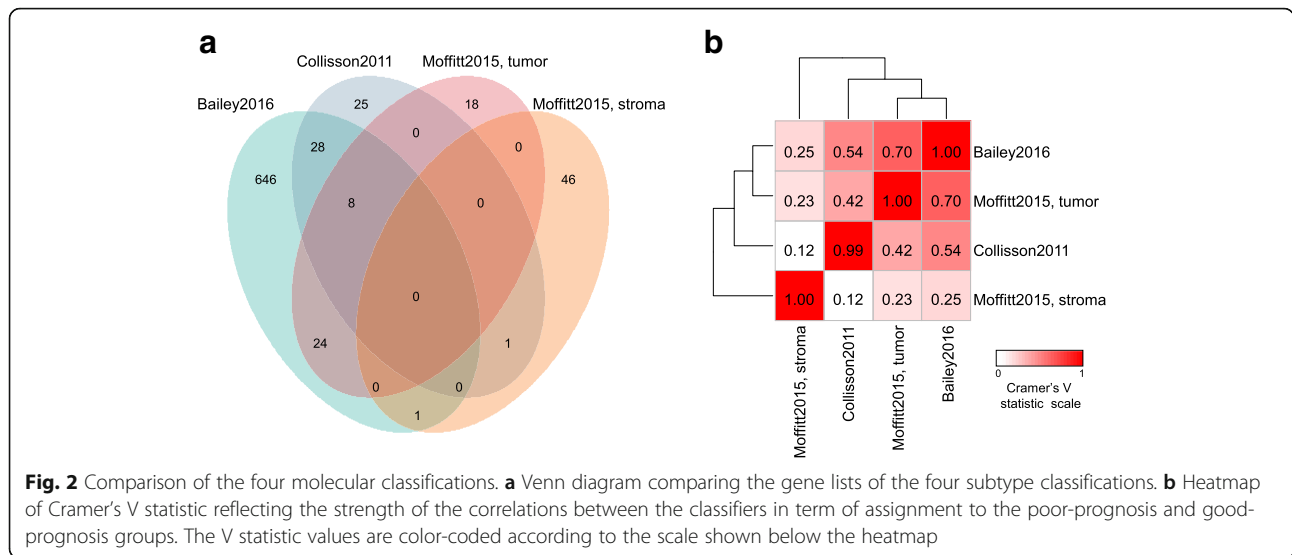 a
Collisson2011
Moffitt2015, tumor
Bailey2016
Moffitt2015, stroma
25
18
28
0
0
646
46
8
0
0
24
1
0
0
1
b
0.25 0.54 0.70 1.00 Bailey2016
0.23 0.42 1.00 0.70 Moffitt2015, tumor
0.12 0.99 0.42 0.54 Collisson2011
1.00 0.12 0.23 0.25 Moffitt2015, stroma
Moffitt2015, stroma
Collisson2011
Moffitt2015, tumor
Bailey2016
0 1
Cramer's V
statistic scale
Fig. 2 Comparison of the four molecular classifications. a Venn diagram comparing the gene lists of the four subtype classifications. b Heatmap
of Cramer's V statistic reflecting the strength of the correlations between the classifiers in term of assignment to the poor-prognosis and good-
prognosis groups. The V statistic values are color-coded according to the scale shown below the heatmap